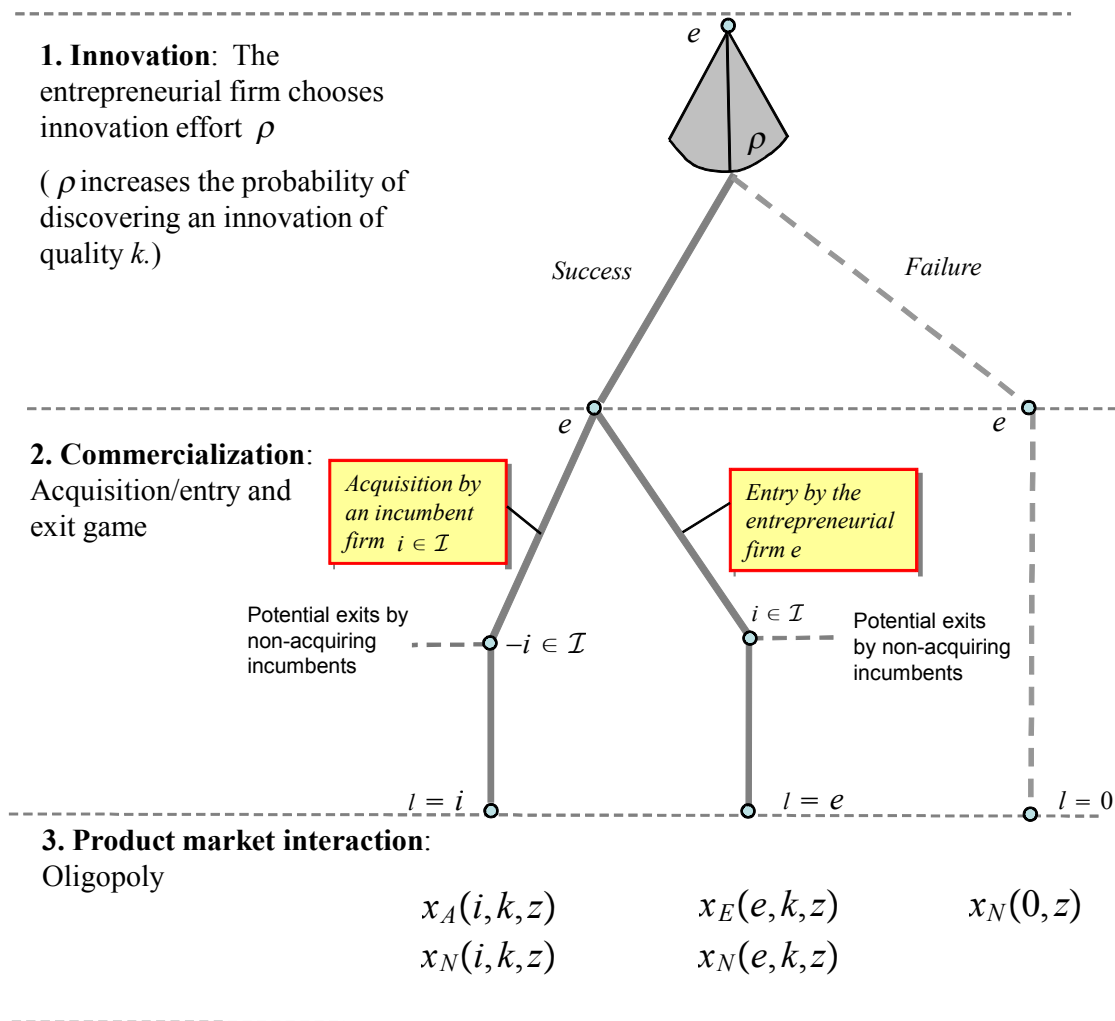 e
1. Innovation: The
entrepreneurial firm chooses
innovation effort ρ
ρ
( ρ increases the probability of
discovering an innovation of
quality k.)
Success
Failure
e
e
2. Commercialization:
Acquisition/entry and
exit game
Acquisition by
an incumbent
firm i ∈ ℐ
Entry by the
entrepreneurial
firm e
Potential exits by
non-acquiring
incumbents
−i ∈ ℐ
i ∈ ℐ
Potential exits
by non-acquiring
incumbents
l = i
l = e
l = 0
3. Product market interaction:
Oligopoly
x_A(i,k,z)
x_E(e,k,z)
x_N(0,z)
x_N(i,k,z)
x_N(e,k,z)